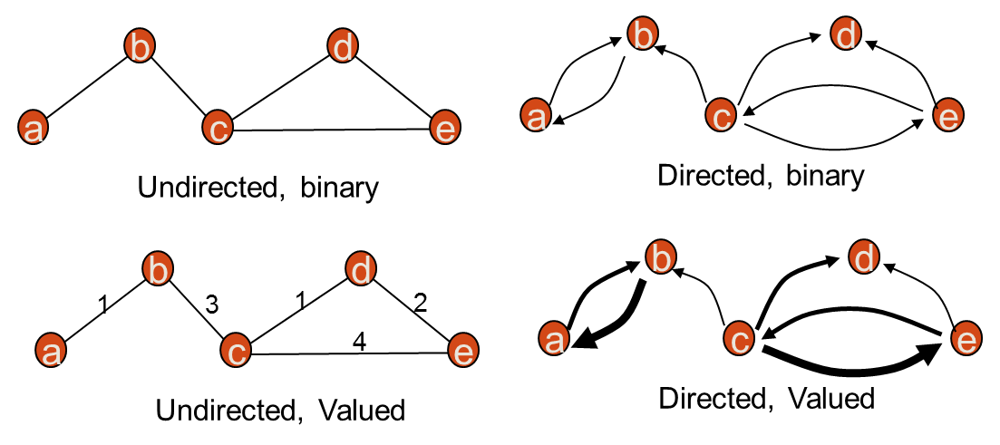 b
d
a
c
e
Undirected, binary
b
d
a
c
e
Directed, binary
b
d
1
3
1
2
a
c
4
e
Undirected, Valued
b
d
a
c
e
Directed, Valued